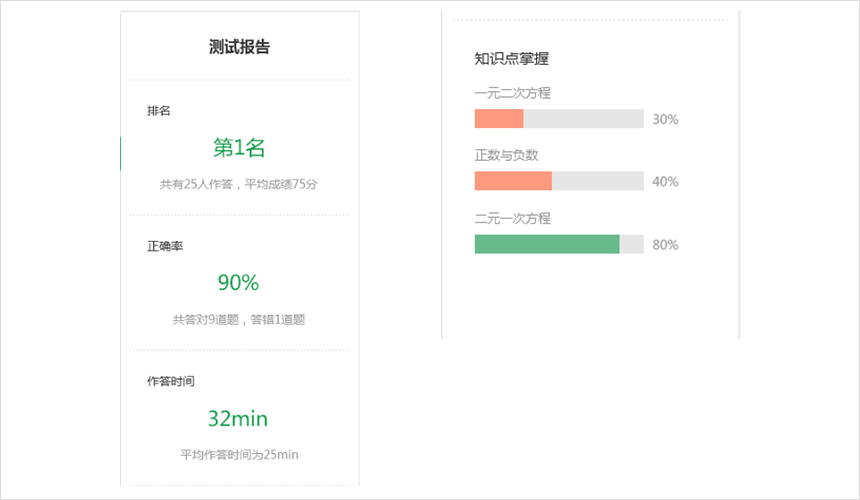 测试报告
排名
第1名
共有25人作答，平均成绩75分
正确率
90%
共答对9道题，答错1道题
作答时间
32min
平均作答时间为25min
知识点掌握
一元二次方程
30%
正数与负数
40%
二元一次方程
80%